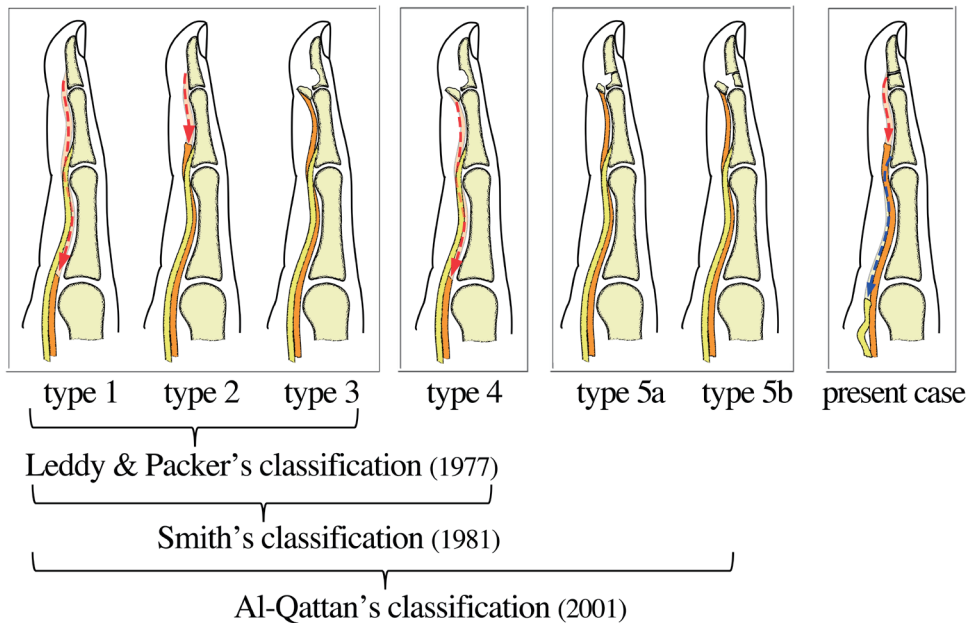 type 1 type 2 type 3 type 4 type 5a type 5b present case
Leddy & Packer's classification (1977)
Smith's classification (1981)
Al-Qattan's classification (2001)